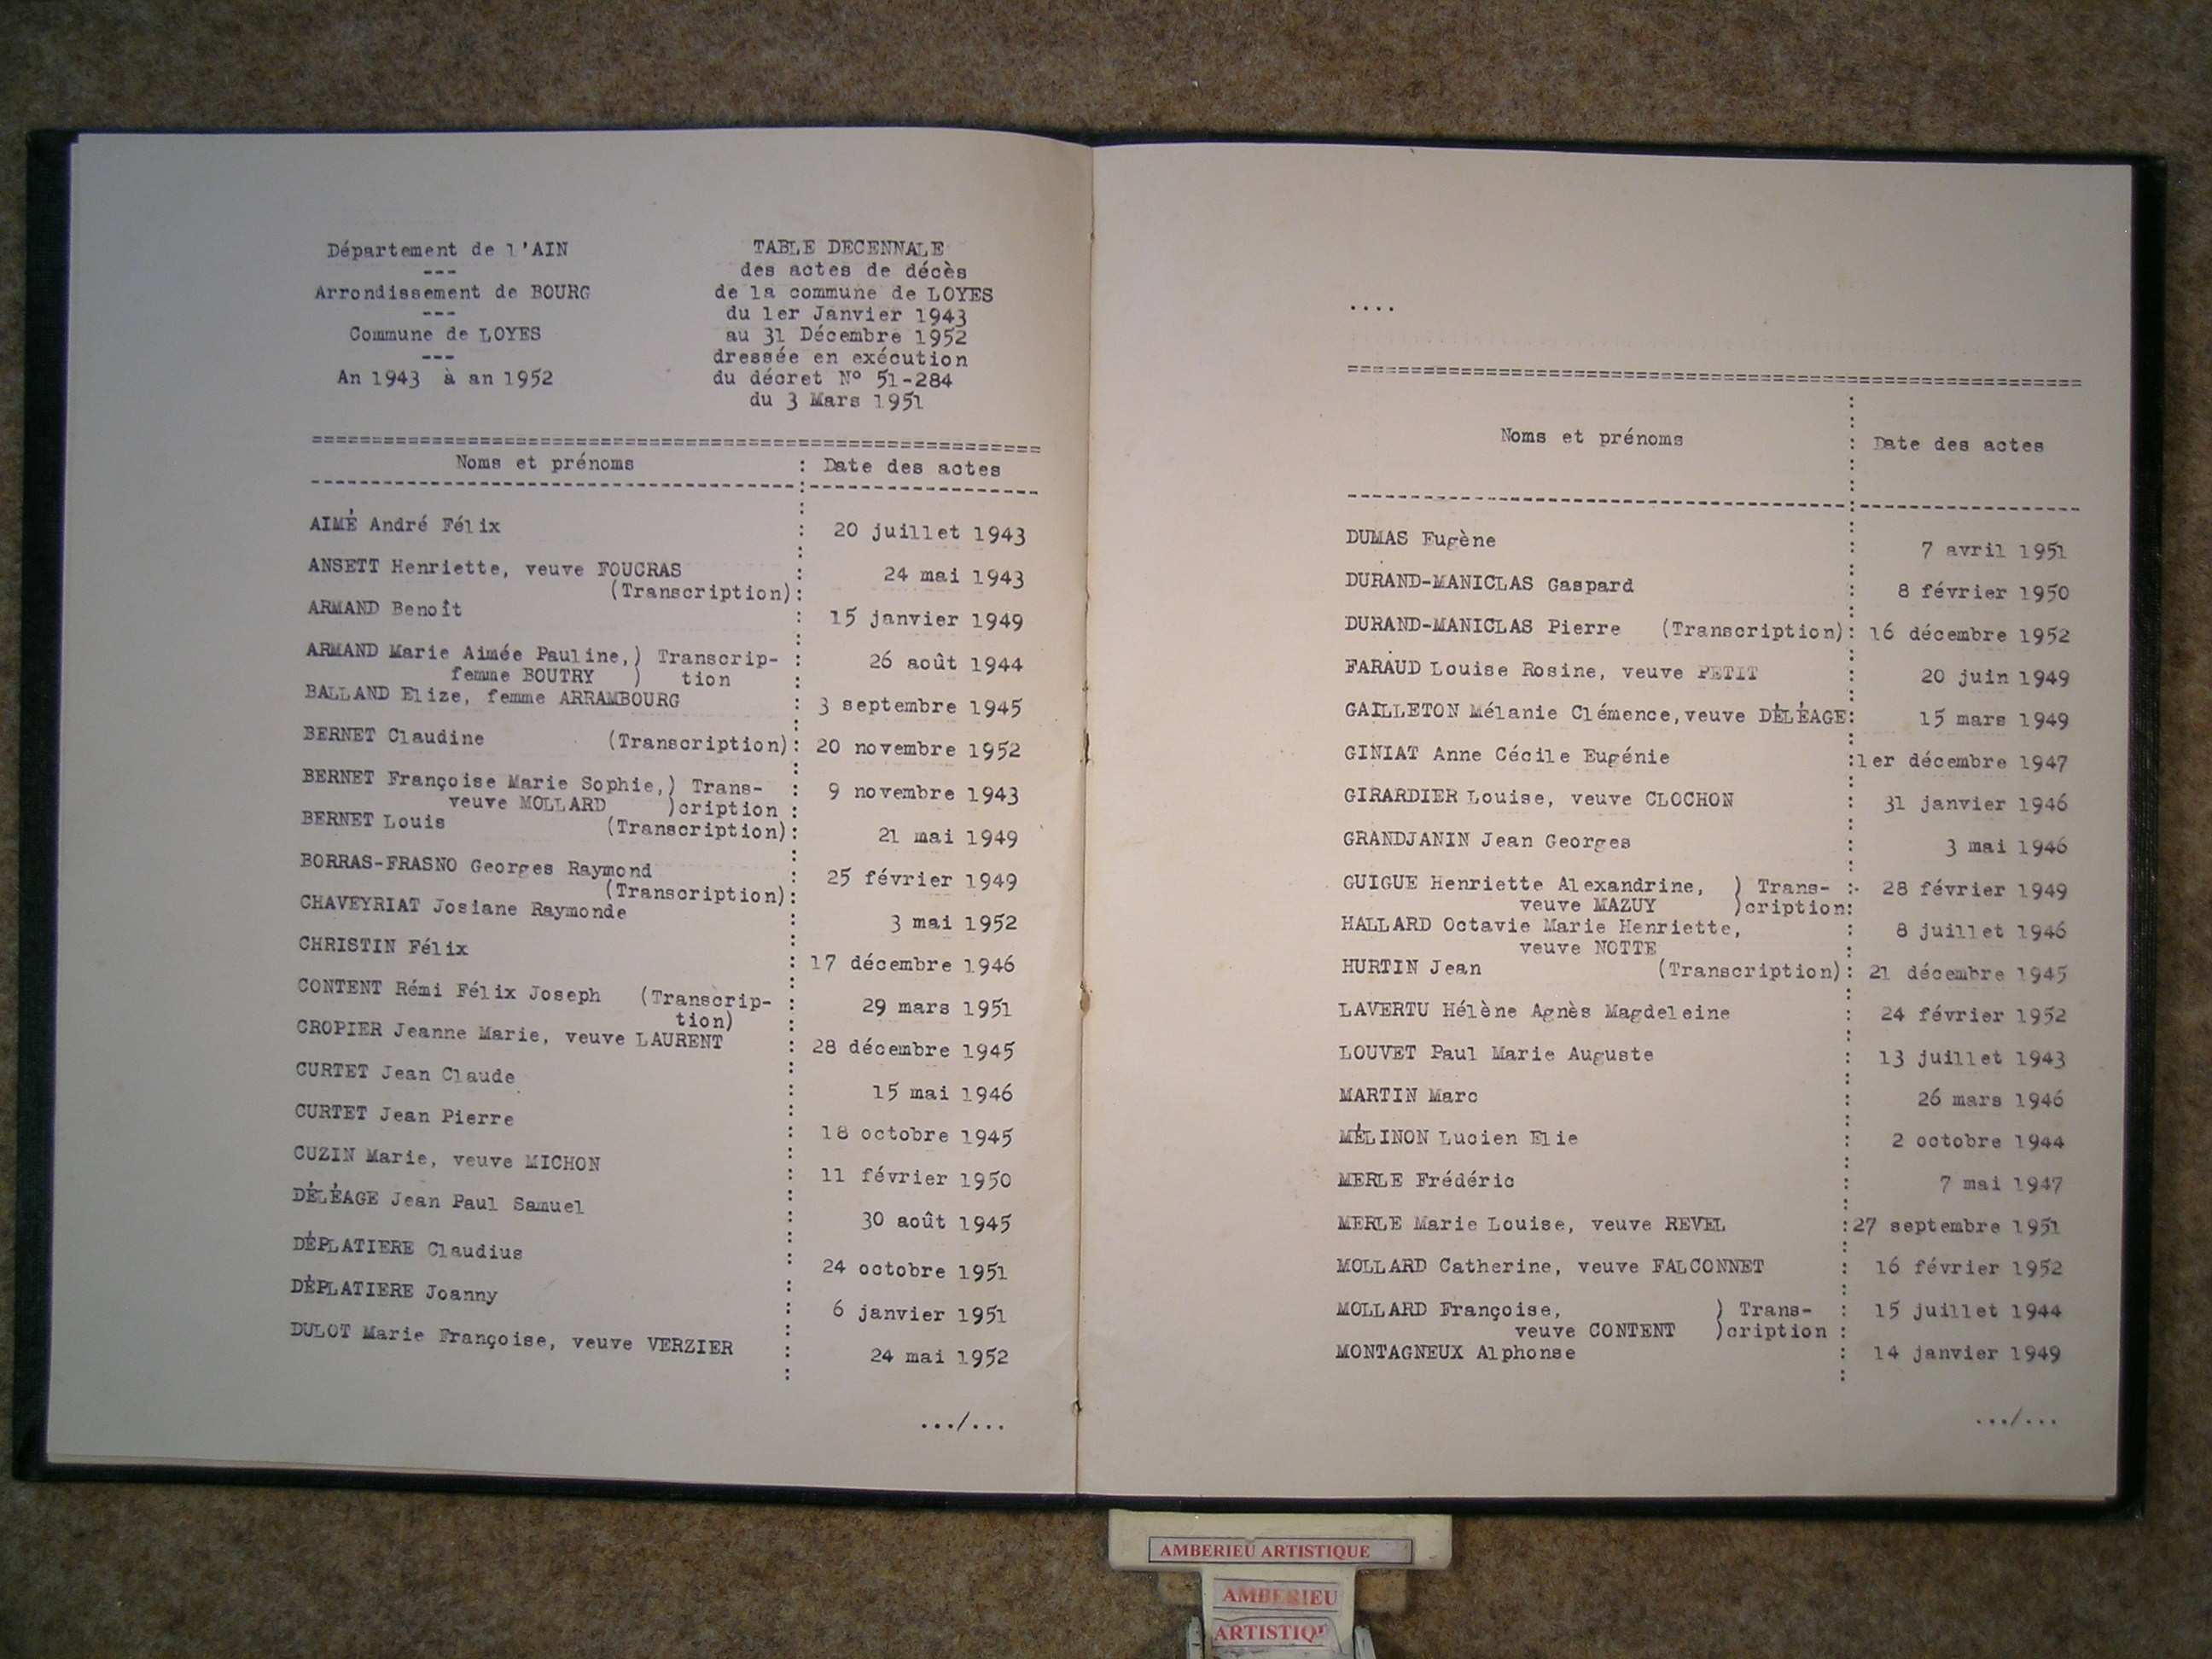 Département de l'AIN
---
Arrondissement de BOURG
---
Commune de LOYES
---
An 1943 à an 1952
TABLE DECENNALE
des actes de décès
de la commune de LOYES
du 1er Janvier 1943
au 31 Décembre 1952
dressée en exécution
du décret N° 51-284
du 3 Mars 1951
Noms et prénoms : Date des actes
AIMÉ André Félix : 20 juillet 1943
ANSETT Henriette, veuve FOUCRAS : 24 mai 1943
(Transcription):
ARMAND Benoît : 15 janvier 1949
ARMAND Marie Aimée Pauline,) Transcrip- : 26 août 1944
femme BOUTRY ) tion :
BALLAND Elize, femme ARRAMBOURG : 3 septembre 1945
BERNET Claudine (Transcription): 20 novembre 1952
BERNET Françoise Marie Sophie,) Trans- : 9 novembre 1943
veuve MOLLARD )cription :
BERNET Louis (Transcription): 21 mai 1949
BORRAS-FRASNO Georges Raymond : 25 février 1949
(Transcription):
CHAVEYRIAT Josiane Raymonde : 3 mai 1952
CHRISTIN Félix : 17 décembre 1946
CONTENT Rémi Félix Joseph (Transcrip- : 29 mars 1951
tion) :
CROPIER Jeanne Marie, veuve LAURENT : 28 décembre 1945
CURTET Jean Claude : 15 mai 1946
CURTET Jean Pierre : 18 octobre 1945
CUZIN Marie, veuve MICHON : 11 février 1950
DÉLÉAGE Jean Paul Samuel : 30 août 1945
DÉPLATIERE Claudius : 24 octobre 1951
DÉPLATIERE Joanny : 6 janvier 1951
DULOT Marie Françoise, veuve VERZIER : 24 mai 1952
.../...
....
Noms et prénoms : Date des actes
DUMAS Eugène : 7 avril 1951
DURAND-MANICLAS Gaspard : 8 février 1950
DURAND-MANICLAS Pierre (Transcription): 16 décembre 1952
FARAUD Louise Rosine, veuve PETIT : 20 juin 1949
GAILLETON Mélanie Clémence, veuve DÉLÉAGE: 15 mars 1949
GINIAT Anne Cécile Eugénie :1er décembre 1947
GIRARDIER Louise, veuve CLOCHON : 31 janvier 1946
GRANDJANIN Jean Georges : 3 mai 1946
GUIGUE Henriette Alexandrine, ) Trans- : 28 février 1949
veuve MAZUY )cription:
HALLARD Octavie Marie Henriette, : 8 juillet 1946
veuve NOTTE :
HURTIN Jean (Transcription): 21 décembre 1945
LAVERTU Hélène Agnès Magdeleine : 24 février 1952
LOUVET Paul Marie Auguste : 13 juillet 1943
MARTIN Marc : 26 mars 1946
MÉLINON Lucien Elie : 2 octobre 1944
MERLE Frédéric : 7 mai 1947
MERLE Marie Louise, veuve REVEL :27 septembre 1951
MOLLARD Catherine, veuve FALCONNET : 16 février 1952
MOLLARD Françoise, ) Trans- : 15 juillet 1944
veuve CONTENT )cription :
MONTAGNEUX Alphonse : 14 janvier 1949
.../...
AMBERIEU ARTISTIQUE
AMBERIEU
ARTISTIQ